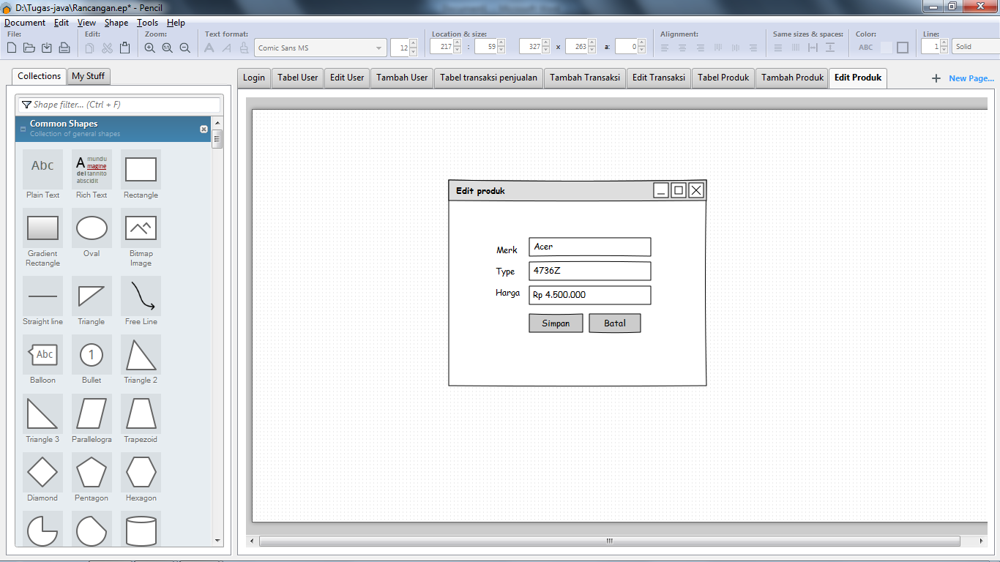 D:\Tugas-java\Rancangan.ep* - Pencil
Document Edit View Shape Tools Help
File: Edit: Zoom: Text format: Location & size: Alignment: Same sizes & spaces: Color: Line:
Comic Sans MS 12 217 : 59 327 x 263 a: 0 ABC 1 Solid
Collections My Stuff
Login Tabel User Edit User Tambah User Tabel transaksi penjualan Tambah Transaksi Edit Transaksi Tabel Produk Tambah Produk Edit Produk + New Page...
Shape filter... (Ctrl + F)
Common Shapes
Collection of general shapes
Abc
A mundu
magine
del tannito
abscidit
Plain Text Rich Text Rectangle
Gradient Rectangle Oval Bitmap Image
Straight line Triangle Free Line
Abc 1
Balloon Bullet Triangle 2
Triangle 3 Parallelogra Trapezoid
Diamond Pentagon Hexagon
Edit produk
Merk Acer
Type 4736Z
Harga Rp 4.500.000
Simpan Batal